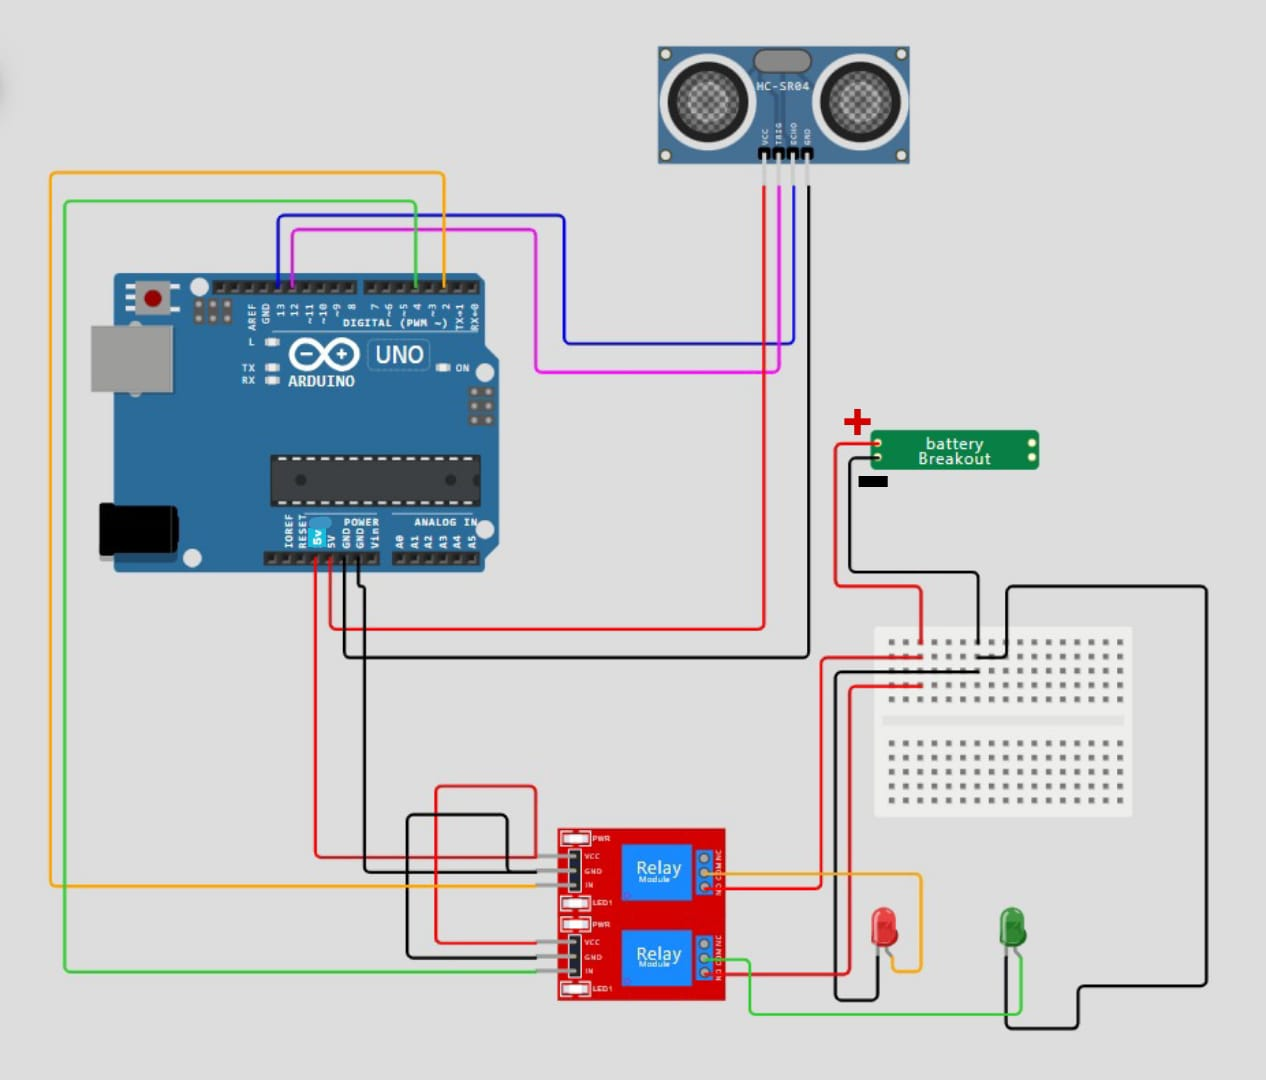 HC-SR04
VCC
TRIG
ECHO
GND
AREF
GND
13
12
~11
~10
~9
8
7
~6
~5
4
~3
2
TX→1
RX←0
DIGITAL (PWM ~)
L
TX
RX
UNO
ON
ARDUINO
+
battery
Breakout
−
IOREF
RESET
5v
5V
GND
GND
Vin
POWER
ANALOG IN
A0
A1
A2
A3
A4
A5
PWR
VCC
GND
IN
LED1
Relay
Module
NC
PWR
VCC
GND
IN
LED1
Relay
Module
NC